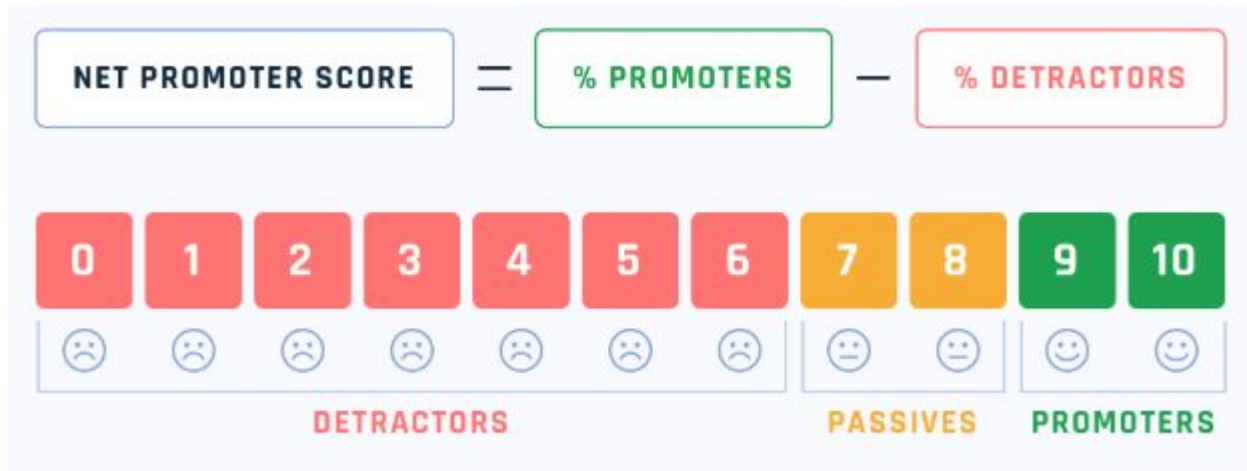 NET PROMOTER SCORE = % PROMOTERS — % DETRACTORS
0 1 2 3 4 5 6 7 8 9 10
DETRACTORS PASSIVES PROMOTERS